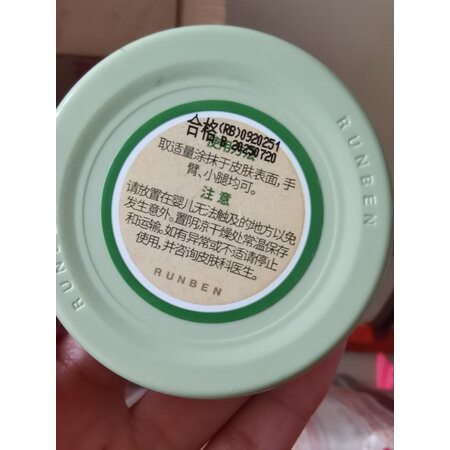 合格(RB)0920251
B 20250720
使用方法
取适量涂抹于皮肤表面,手
臂,小腿均可。
注意
请放置在婴儿无法触及的地方以免
发生意外。置阴凉干燥处常温保存
和运输。如有异常或不适请停止
使用,并咨询皮肤科医生。
RUNBEN
RUNBEN
RUNBEN